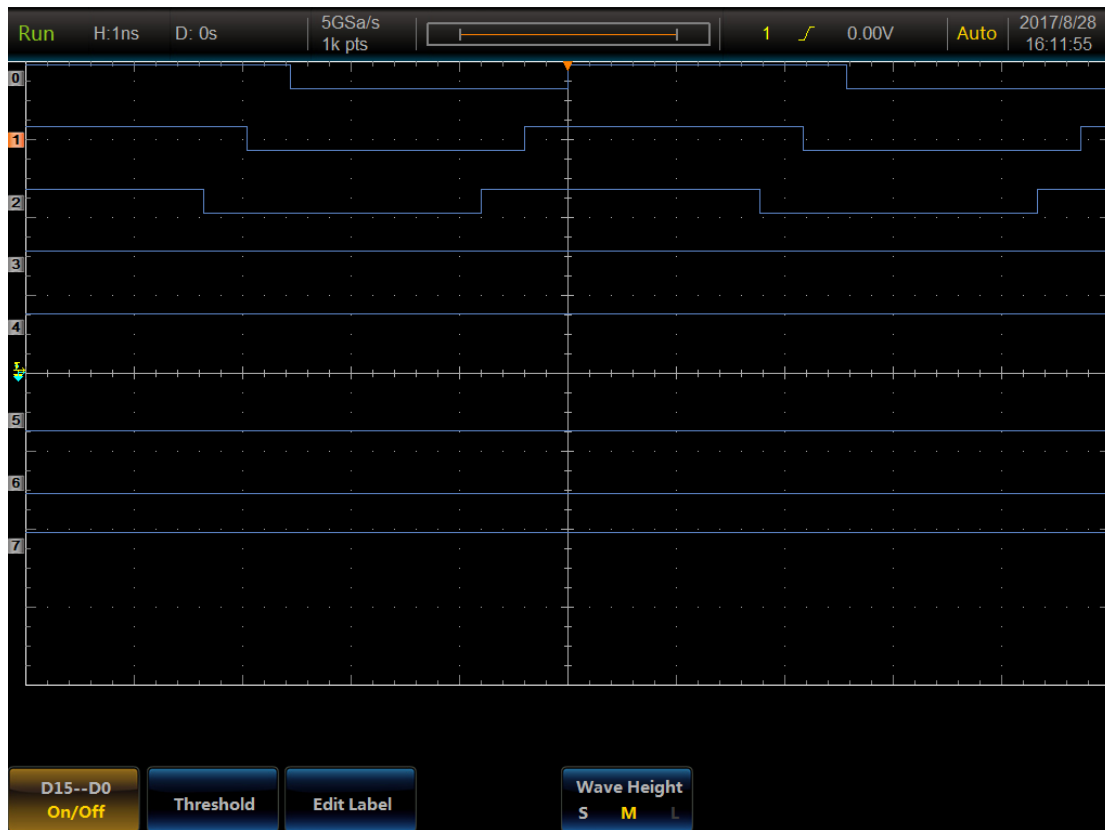 Run H:1ns D: 0s 5GSa/s 1 0.00V Auto 2017/8/28
1k pts 16:11:55
0
1
2
3
4
5
6
7
D15--D0 Threshold Edit Label Wave Height
On/Off S M L